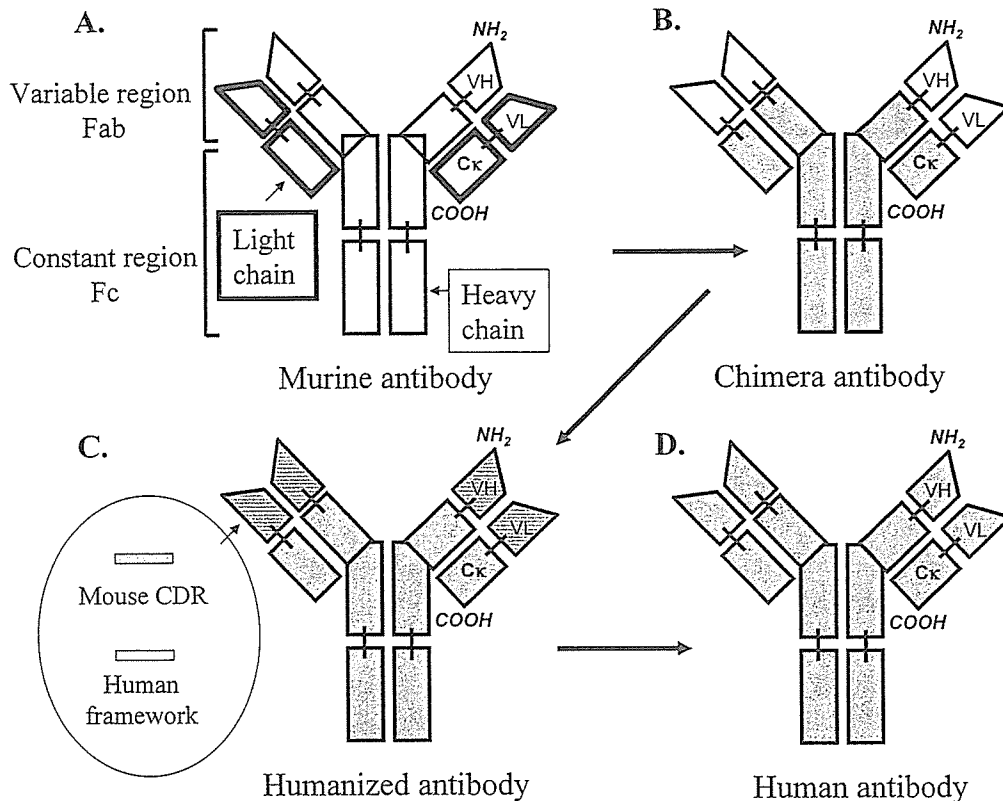 A.
NH2
Variable region
Fab
VH
VL
Cκ
COOH
Constant region
Fc
Light
chain
Heavy
chain
Murine antibody
B.
NH2
VH
VL
Cκ
COOH
Chimera antibody
C.
NH2
VH
VL
Cκ
COOH
Mouse CDR
Human
framework
Humanized antibody
D.
NH2
VH
VL
Cκ
COOH
Human antibody